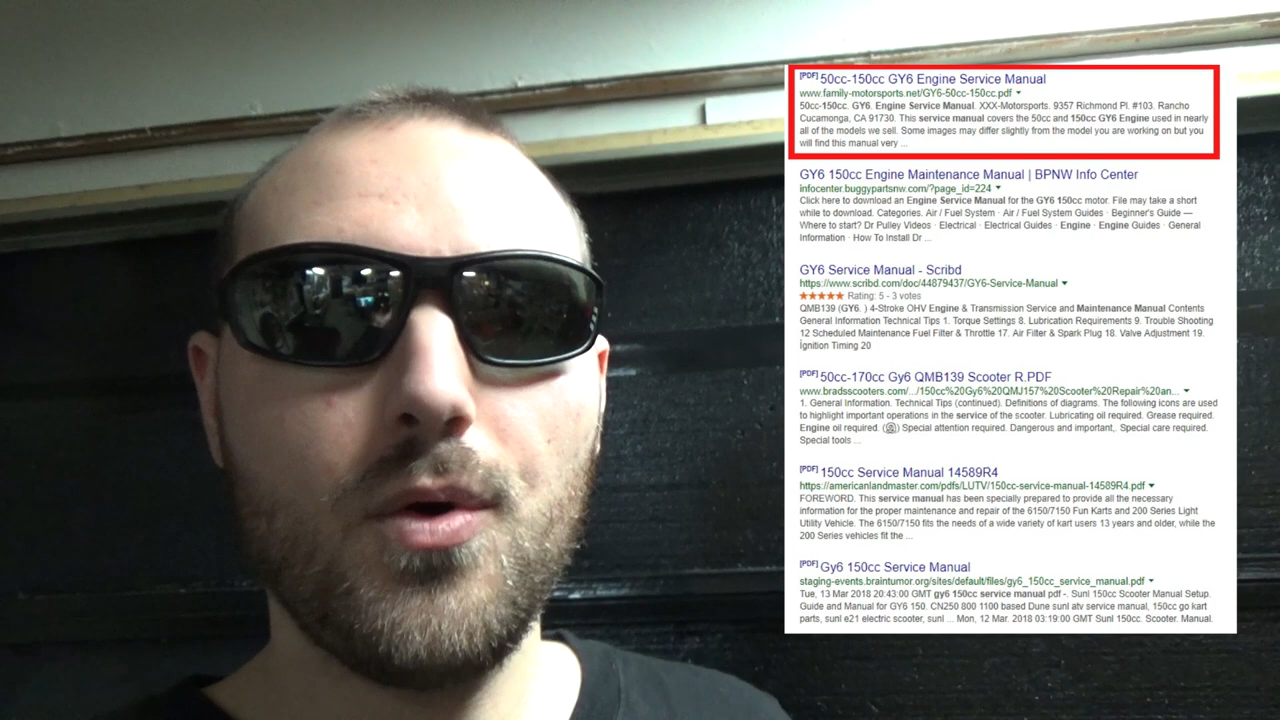 [PDF] 50cc-150cc GY6 Engine Service Manual
www.family-motorsports.net/GY6-50cc-150cc.pdf
50cc-150cc. GY6. Engine Service Manual. XXX-Motorsports. 9357 Richmond Pl. #103. Rancho
Cucamonga, CA 91730. This service manual covers the 50cc and 150cc GY6 Engine used in nearly
all of the models we sell. Some images may differ slightly from the model you are working on but you
will find this manual very ...
GY6 150cc Engine Maintenance Manual | BPNW Info Center
infocenter.buggypartsnw.com/?page_id=224
Click here to download an Engine Service Manual for the GY6 150cc motor. File may take a short
while to download. Categories. Air / Fuel System · Air / Fuel System Guides · Beginner's Guide —
Where to start? Dr Pulley Videos · Electrical · Electrical Guides · Engine · Engine Guides · General
Information · How To Install Dr ...
GY6 Service Manual - Scribd
https://www.scribd.com/doc/44879437/GY6-Service-Manual
★★★★★ Rating: 5 - 3 votes
QMB139 (GY6. ) 4-Stroke OHV Engine & Transmission Service and Maintenance Manual Contents
General Information Technical Tips 1. Torque Settings 8. Lubrication Requirements 9. Trouble Shooting
12 Scheduled Maintenance Fuel Filter & Throttle 17. Air Filter & Spark Plug 18. Valve Adjustment 19.
Ignition Timing 20
[PDF] 50cc-170cc Gy6 QMB139 Scooter R.PDF
www.bradsscooters.com/.../150cc%20Gy6%20QMJ157%20Scooter%20Repair%20an...
1. General Information. Technical Tips (continued). Definitions of diagrams. The following icons are used
to highlight important operations in the service of the scooter. Lubricating oil required. Grease required.
Engine oil required. (㋡) Special attention required. Dangerous and important,. Special care required.
Special tools ...
[PDF] 150cc Service Manual 14589R4
https://americanlandmaster.com/pdfs/LUTV/150cc-service-manual-14589R4.pdf
FOREWORD. This service manual has been specially prepared to provide all the necessary
information for the proper maintenance and repair of the 6150/7150 Fun Karts and 200 Series Light
Utility Vehicle. The 6150/7150 fits the needs of a wide variety of kart users 13 years and older, while the
200 Series vehicles fit the ...
[PDF] Gy6 150cc Service Manual
staging-events.braintumor.org/sites/default/files/gy6_150cc_service_manual.pdf
Tue, 13 Mar 2018 20:43:00 GMT gy6 150cc service manual pdf -. Sunl 150cc Scooter Manual Setup.
Guide and Manual for GY6 150. CN250 800 1100 based Dune sunl atv service manual, 150cc go kart
parts, sunl e21 electric scooter, sunl ... Mon, 12 Mar. 2018 03:19:00 GMT Sunl 150cc. Scooter. Manual.